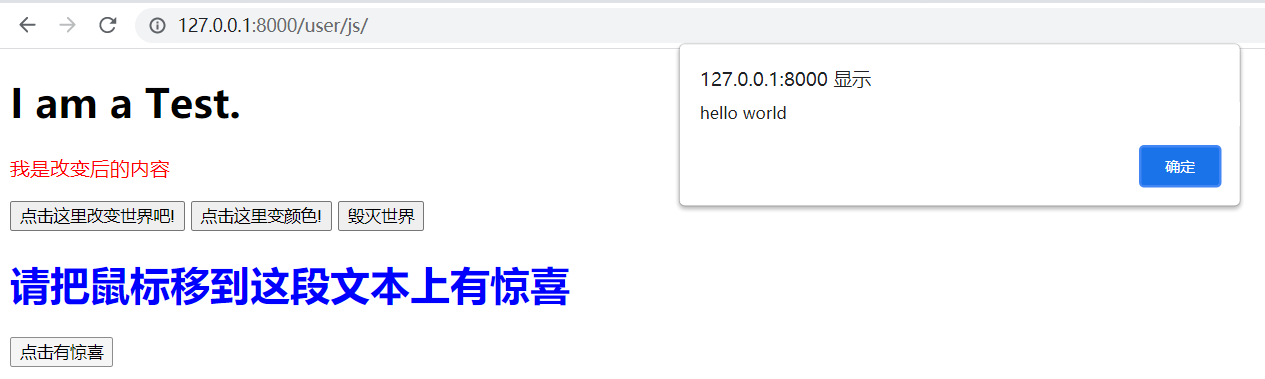 127.0.0.1:8000/user/js/
127.0.0.1:8000 显示
hello world
确定
I am a Test.
我是改变后的内容
点击这里改变世界吧! 点击这里变颜色! 毁灭世界
请把鼠标移到这段文本上有惊喜
点击有惊喜